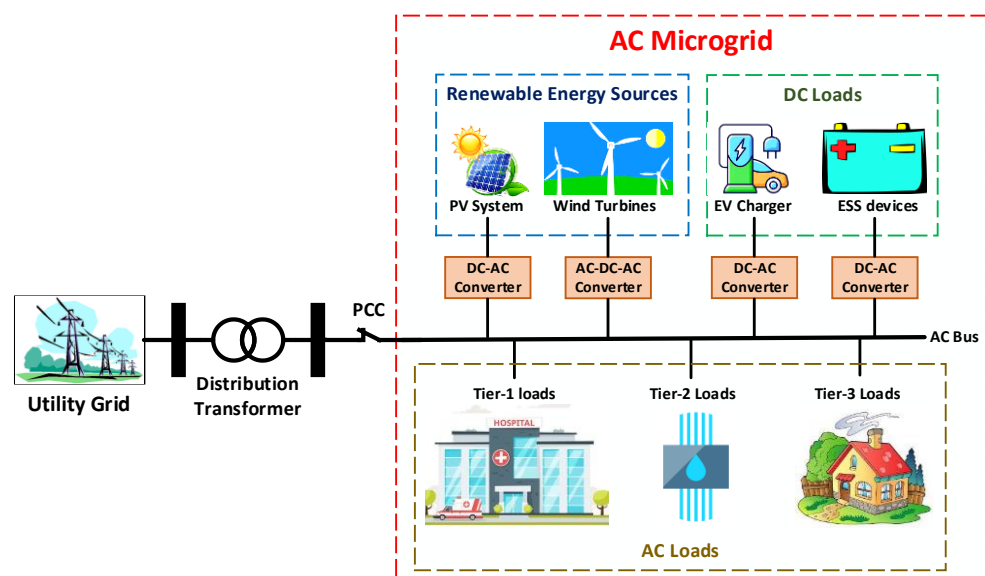 AC Microgrid
Renewable Energy Sources
DC Loads
PV System
Wind Turbines
EV Charger
ESS devices
DC-AC
Converter
AC-DC-AC
Converter
DC-AC
Converter
DC-AC
Converter
PCC
AC Bus
Utility Grid
Distribution
Transformer
Tier-1 loads
Tier-2 Loads
Tier-3 Loads
HOSPITAL
AC Loads